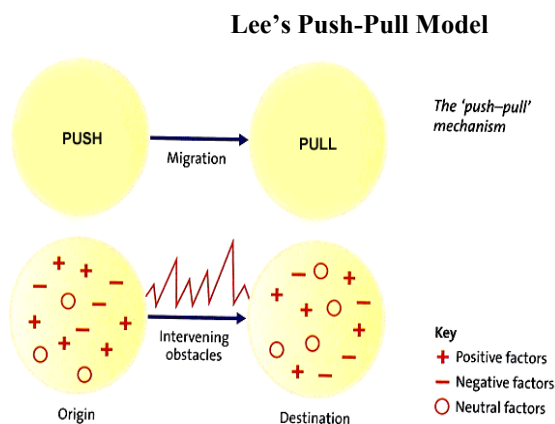 Lee's Push-Pull Model
PUSH
Migration
PULL
The 'push–pull'
mechanism
Intervening
obstacles
Origin
Destination
Key
+ Positive factors
− Negative factors
O Neutral factors